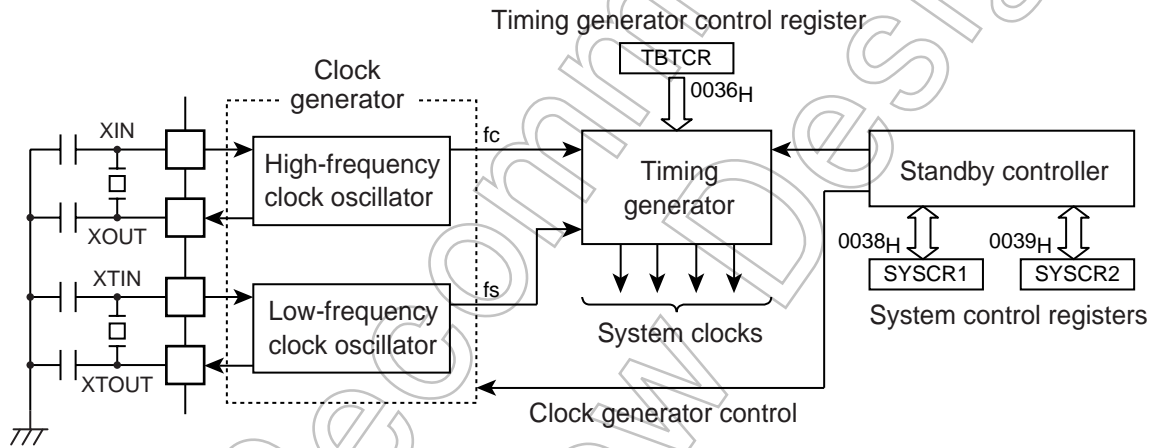 Timing generator control register
TBTCR
0036H
Clock
generator
XIN
XOUT
High-frequency
clock oscillator
fc
Timing
generator
Standby controller
0038H
SYSCR1
0039H
SYSCR2
System control registers
XTIN
XTOUT
Low-frequency
clock oscillator
fs
System clocks
Clock generator control